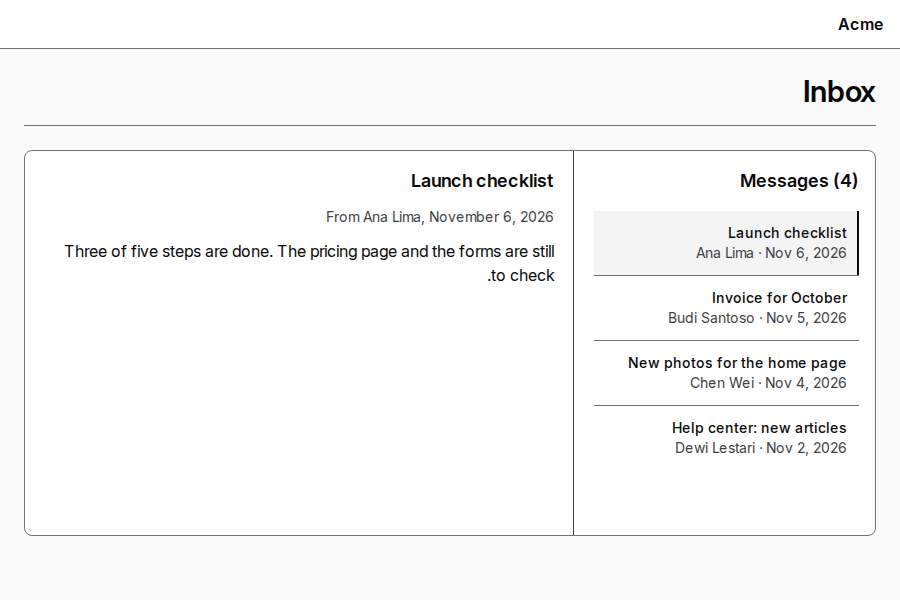 Acme
Inbox
Messages (4)
Launch checklist
Ana Lima · Nov 6, 2026
Invoice for October
Budi Santoso · Nov 5, 2026
New photos for the home page
Chen Wei · Nov 4, 2026
Help center: new articles
Dewi Lestari · Nov 2, 2026
Launch checklist
From Ana Lima, November 6, 2026
Three of five steps are done. The pricing page and the forms are still
.to check